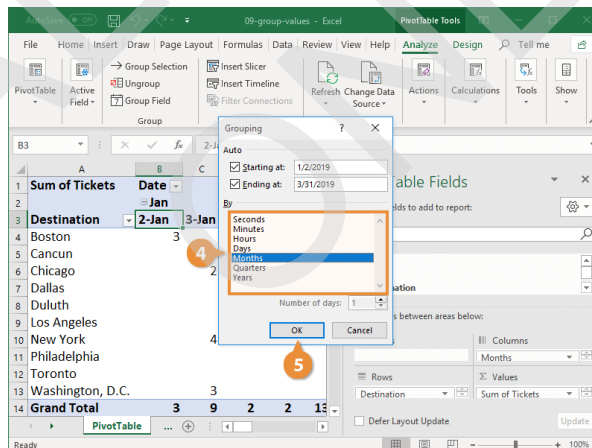 AutoSave Off 09-group-values - Excel PivotTable Tools
File Home Insert Draw Page Layout Formulas Data Review View Help Analyze Design Tell me
PivotTable
Active Field
Group Selection
Ungroup
Group Field
Group
Insert Slicer
Insert Timeline
Filter Connections
Refresh
Change Data Source
Actions
Calculations
Tools
Show
B3 fx 2-Ja
A B C
1 Sum of Tickets Date
2 Jan
3 Destination 2-Jan 3-Jan
4 Boston 3
5 Cancun
6 Chicago 2
7 Dallas
8 Duluth
9 Los Angeles
10 New York 4
11 Philadelphia
12 Toronto
13 Washington, D.C. 3
14 Grand Total 3 9 2 2 13
PivotTable ...
Ready
100%
Grouping ? X
Auto
Starting at: 1/2/2019
Ending at: 3/31/2019
By
Seconds
Minutes
Hours
Days
Months
Quarters
Years
Number of days: 1
OK Cancel
4
5
able Fields
lds to add to report:
nation
s between areas below:
Columns
Months
Rows
Destination
Σ Values
Sum of Tickets
Defer Layout Update
Update